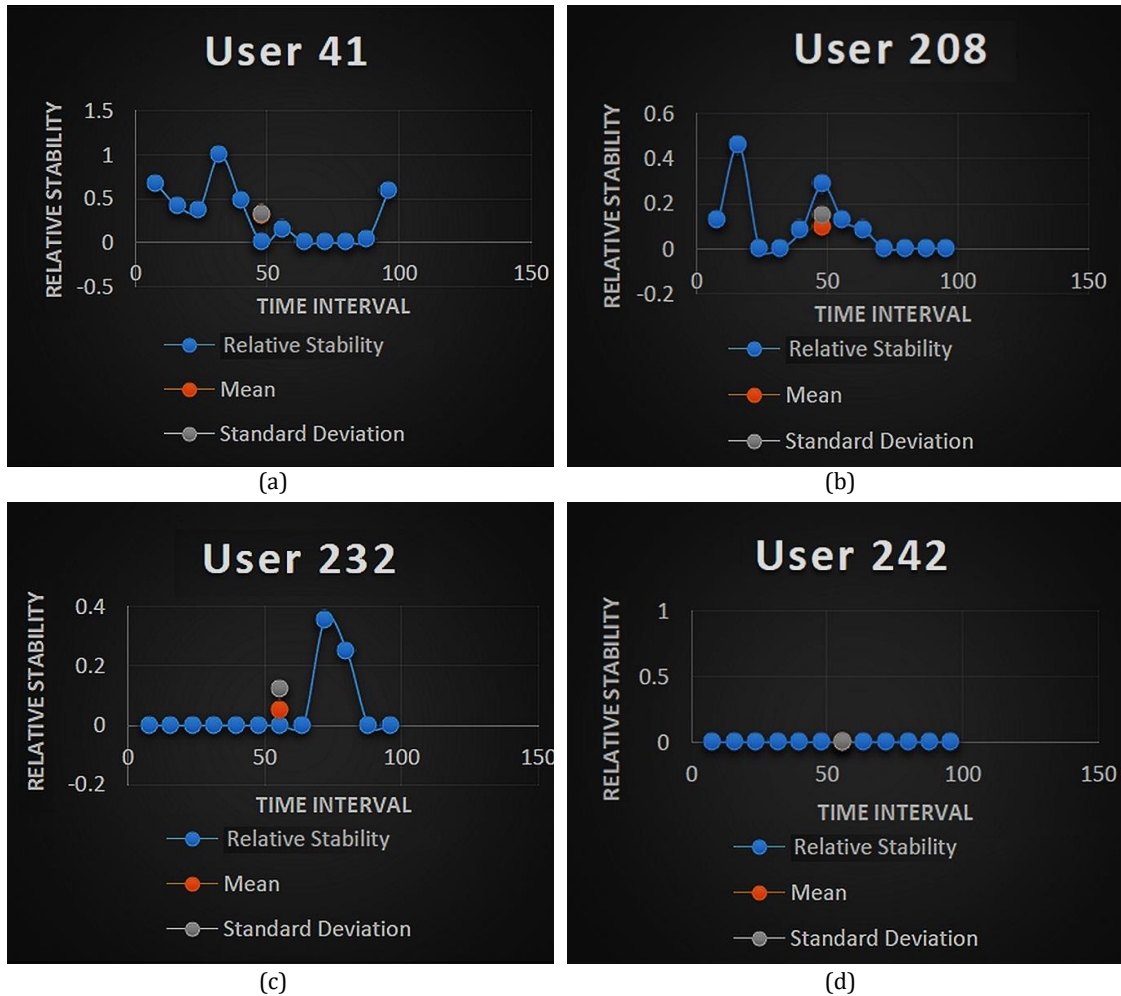 User 41
RELATIVE STABILITY
1.5
1
0.5
0
-0.5
0 50 100 150
TIME INTERVAL
Relative Stability
Mean
Standard Deviation
(a)
User 208
RELATIVE STABILITY
0.6
0.4
0.2
0
-0.2
0 50 100 150
TIME INTERVAL
Relative Stability
Mean
Standard Deviation
(b)
User 232
RELATIVE STABILITY
0.4
0.2
0
-0.2
0 50 100 150
TIME INTERVAL
Relative Stability
Mean
Standard Deviation
(c)
User 242
RELATIVE STABILITY
1
0.5
0
0 50 100 150
TIME INTERVAL
Relative Stability
Mean
Standard Deviation
(d)